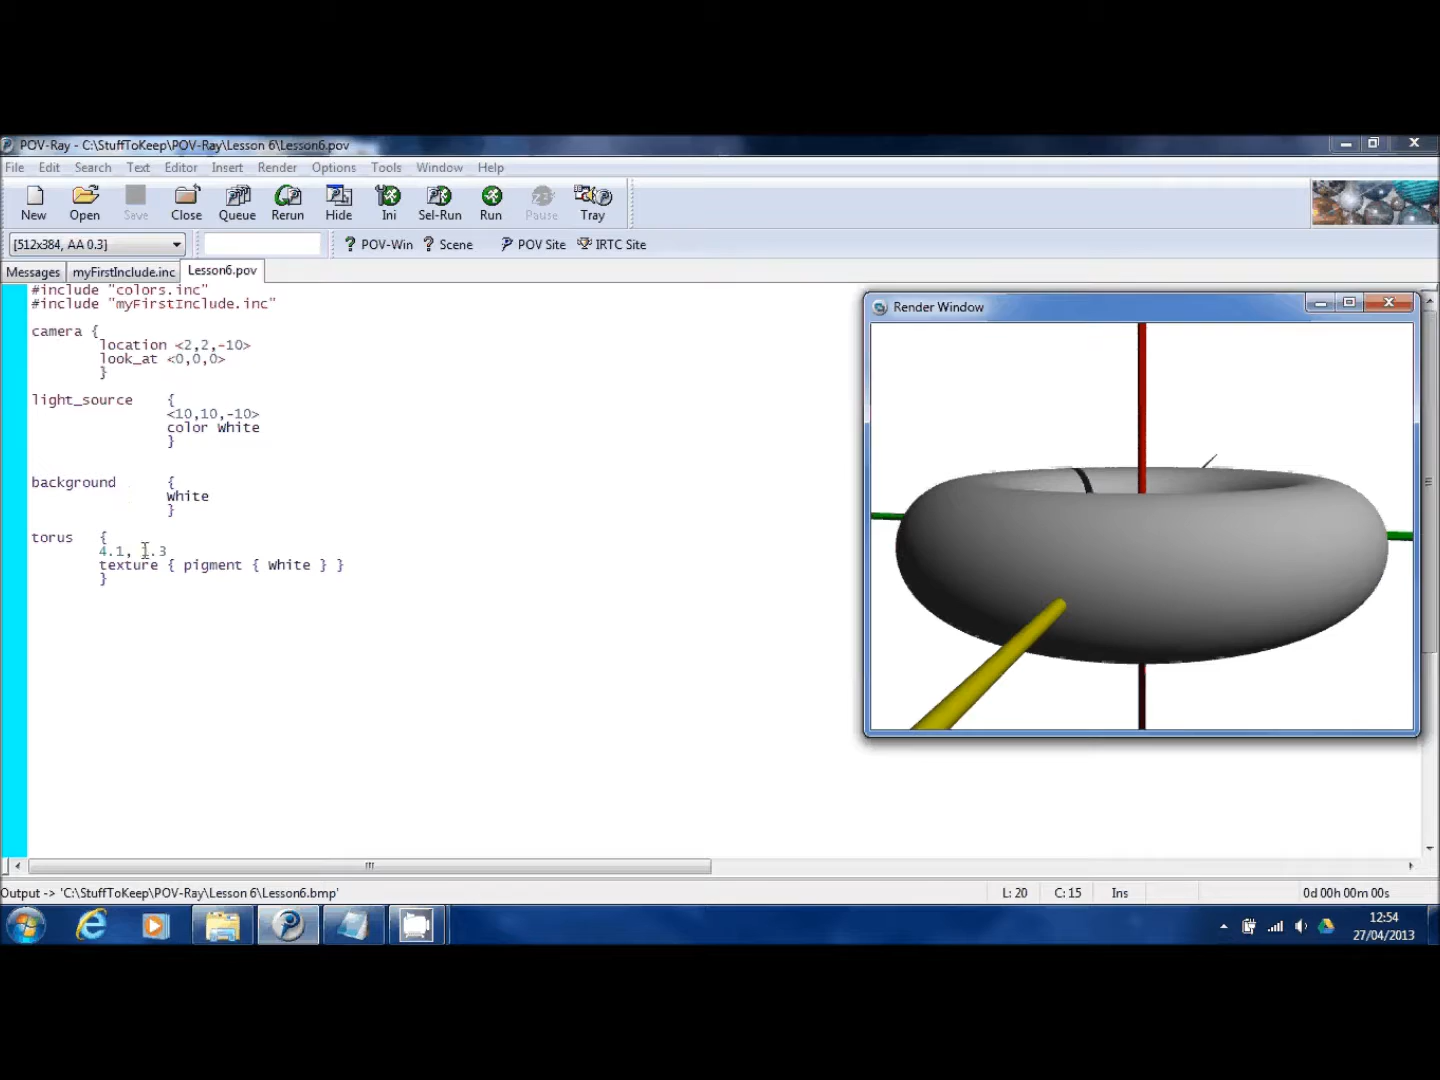 POV-Ray - C:\StuffToKeep\POV-Ray\Lesson 6\Lesson6.pov
File Edit Search Text Editor Insert Render Options Tools Window Help
New Open Save Close Queue Rerun Hide Ini Sel-Run Run Pause Tray
[512x384, AA 0.3] POV-Win Scene POV Site IRTC Site
Messages myFirstInclude.inc Lesson6.pov
#include "colors.inc"
#include "myFirstInclude.inc"
camera {
location <2,2,-10>
look_at <0,0,0>
}
light_source {
<10,10,-10>
color White
}
background {
White
}
torus {
4.1, 1.3
texture { pigment { White } }
}
Render Window
Output -> 'C:\StuffToKeep\POV-Ray\Lesson 6\Lesson6.bmp'
L: 20 C: 15 Ins 0d 00h 00m 00s
12:54
27/04/2013